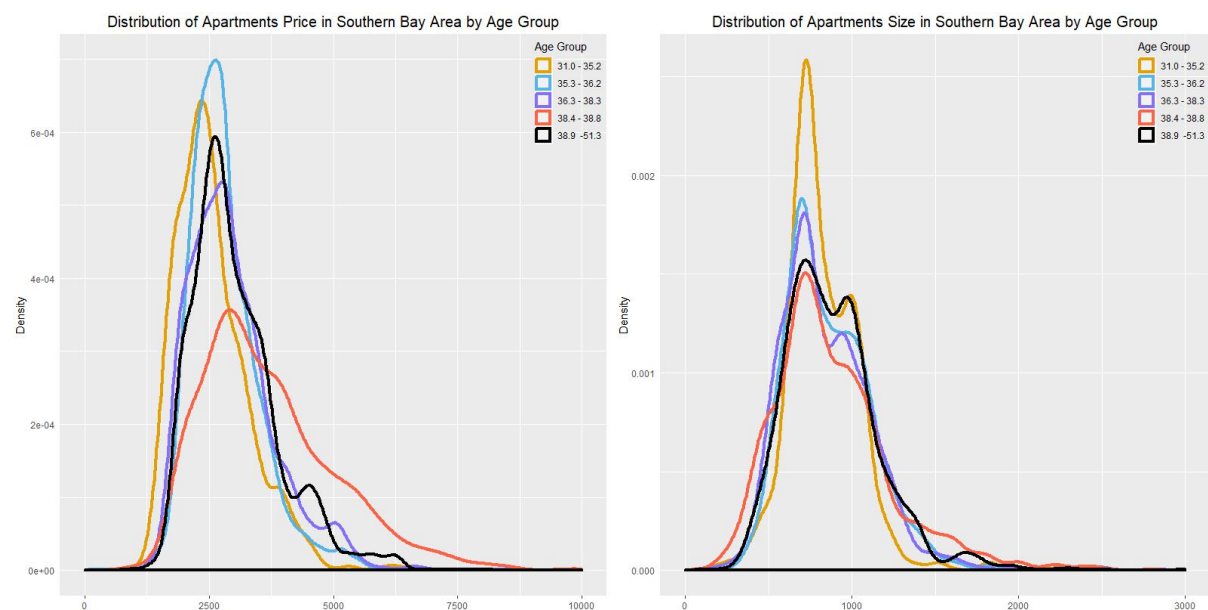 Distribution of Apartments Price in Southern Bay Area by Age Group
Age Group
31.0 - 35.2
35.3 - 36.2
36.3 - 38.3
38.4 - 38.8
38.9 -51.3
6e-04
4e-04
2e-04
0e+00
Density
0
2500
5000
7500
10000
Distribution of Apartments Size in Southern Bay Area by Age Group
Age Group
31.0 - 35.2
35.3 - 36.2
36.3 - 38.3
38.4 - 38.8
38.9 -51.3
0.002
0.001
0.000
Density
0
1000
2000
3000